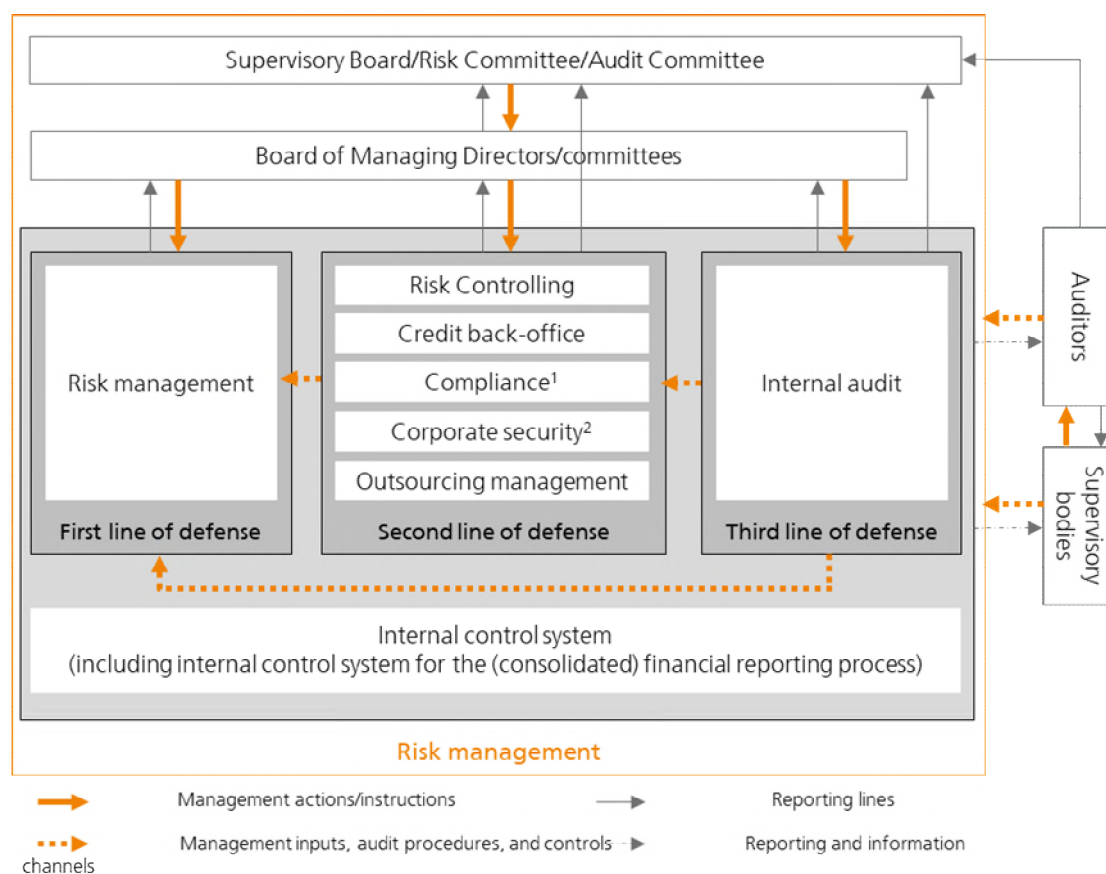 Supervisory Board/Risk Committee/Audit Committee
Board of Managing Directors/committees
Risk management
First line of defense
Risk Controlling
Credit back-office
Compliance¹
Corporate security²
Outsourcing management
Second line of defense
Internal audit
Third line of defense
Auditors
Supervisory
bodies
Internal control system
(including internal control system for the (consolidated) financial reporting process)
Risk management
Management actions/instructions
Reporting lines
Management inputs, audit procedures, and controls
Reporting and information
channels